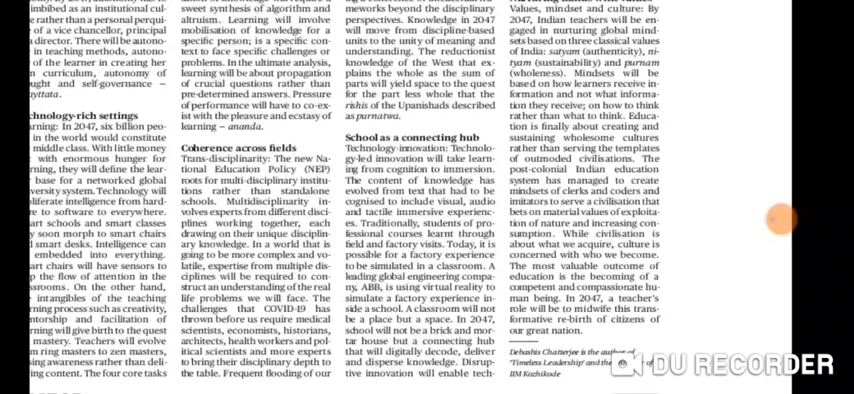 ambodied as an institutional cul-
e rather than a personal perqui-
of a vice chancellor, principal
director. There will be autono-
in teaching methods, autono-
of the learner in creating her
n curriculum, autonomy of
ught and self-governance –
ayttata.
chnology-rich settings
rning: In 2047, six billion peo-
in the world would constitute
middle class. With little money
with enormous hunger for
rning, they will define the lear-
base for a networked global
versity system. Technology will
oliferate intelligence from hard-
re to software to everywhere.
art schools and smart classes
y soon morph to smart chairs
d smart desks. Intelligence can
embedded into everything.
art chairs will have sensors to
p the flow of attention in the
ssrooms. On the other hand,
intangibles of the teaching
rning process such as creativity,
ntorship and facilitation of
rning will give birth to the quest
mastery. Teachers will evolve
m ring masters to zen masters,
sing awareness rather than deli-
ing content. The four core tasks
sweet synthesis of algorithm and
altruism. Learning will involve
mobilisation of knowledge for a
specific person; is a specific con-
text to face specific challenges or
problems. In the ultimate analysis,
learning will be about propagation
of crucial questions rather than
pre-determined answers. Pressure
of performance will have to co-ex-
ist with the pleasure and ecstasy of
learning – ananda.
Coherence across fields
Trans-disciplinarity: The new Na-
tional Education Policy (NEP)
roots for multi-disciplinary institu-
tions rather than standalone
schools. Multidisciplinarity in-
volves experts from different disci-
plines working together, each
drawing on their unique disciplin-
ary knowledge. In a world that is
going to be more complex and vo-
latile, expertise from multiple dis-
ciplines will be required to con-
struct an understanding of the real
life problems we will face. The
challenges that COVID-19 has
thrown before us require medical
scientists, economists, historians,
architects, health workers and pol-
itical scientists and more experts
to bring their disciplinary depth to
the table. Frequent flooding of our
meworks beyond the disciplinary
perspectives. Knowledge in 2047
will move from discipline-based
units to the unity of meaning and
understanding. The reductionist
knowledge of the West that ex-
plains the whole as the sum of
parts will yield space to the quest
for the part less whole that the
rishis of the Upanishads described
as purnatwa.
School as a connecting hub
Technology-innovation: Technolo-
gy-led innovation will take learn-
ing from cognition to immersion.
The content of knowledge has
evolved from text that had to be
cognised to include visual, audio
and tactile immersive experienc-
es. Traditionally, students of pro-
fessional courses learnt through
field and factory visits. Today, it is
possible for a factory experience
to be simulated in a classroom. A
leading global engineering compa-
ny, ABB, is using virtual reality to
simulate a factory experience in-
side a school. A classroom will not
be a place but a space. In 2047,
school will not be a brick and mor-
tar house but a connecting hub
that will digitally decode, deliver
and disperse knowledge. Disrup-
tive innovation will enable tech-
Values, mindset and culture: By
2047, Indian teachers will be en-
gaged in nurturing global mind-
sets based on three classical values
of India: satyam (authenticity), ni-
tyam (sustainability) and purnam
(wholeness). Mindsets will be
based on how learners receive in-
formation and not what informa-
tion they receive; on how to think
rather than what to think. Educa-
tion is finally about creating and
sustaining wholesome cultures
rather than serving the templates
of outmoded civilisations. The
post-colonial Indian education
system has managed to create
mindsets of clerks and coders and
imitators to serve a civilisation that
bets on material values of exploita-
tion of nature and increasing con-
sumption. While civilisation is
about what we acquire, culture is
concerned with who we become.
The most valuable outcome of
education is the becoming of a
competent and compassionate hu-
man being. In 2047, a teacher's
role will be to midwife this trans-
formative re-birth of citizens of
our great nation.
Debashis Chatterjee is the author of
'Timeless Leadership' and the
IIM Kozhikode
DU RECORDER